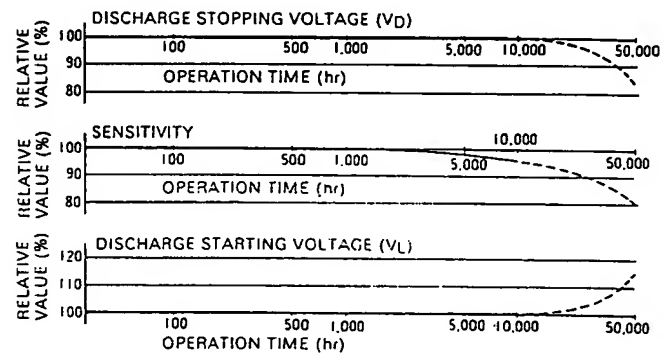 DISCHARGE STOPPING VOLTAGE (VD)
RELATIVE
VALUE (%)
100
90
80
100
500
1,000
5,000
10,000
50,000
OPERATION TIME (hr)
SENSITIVITY
RELATIVE
VALUE (%)
100
90
80
10,000
100
500
1,000
5,000
50,000
OPERATION TIME (hr)
DISCHARGE STARTING VOLTAGE (VL)
RELATIVE
VALUE (%)
120
110
100
100
500
1,000
5,000
10,000
50,000
OPERATION TIME (hr)